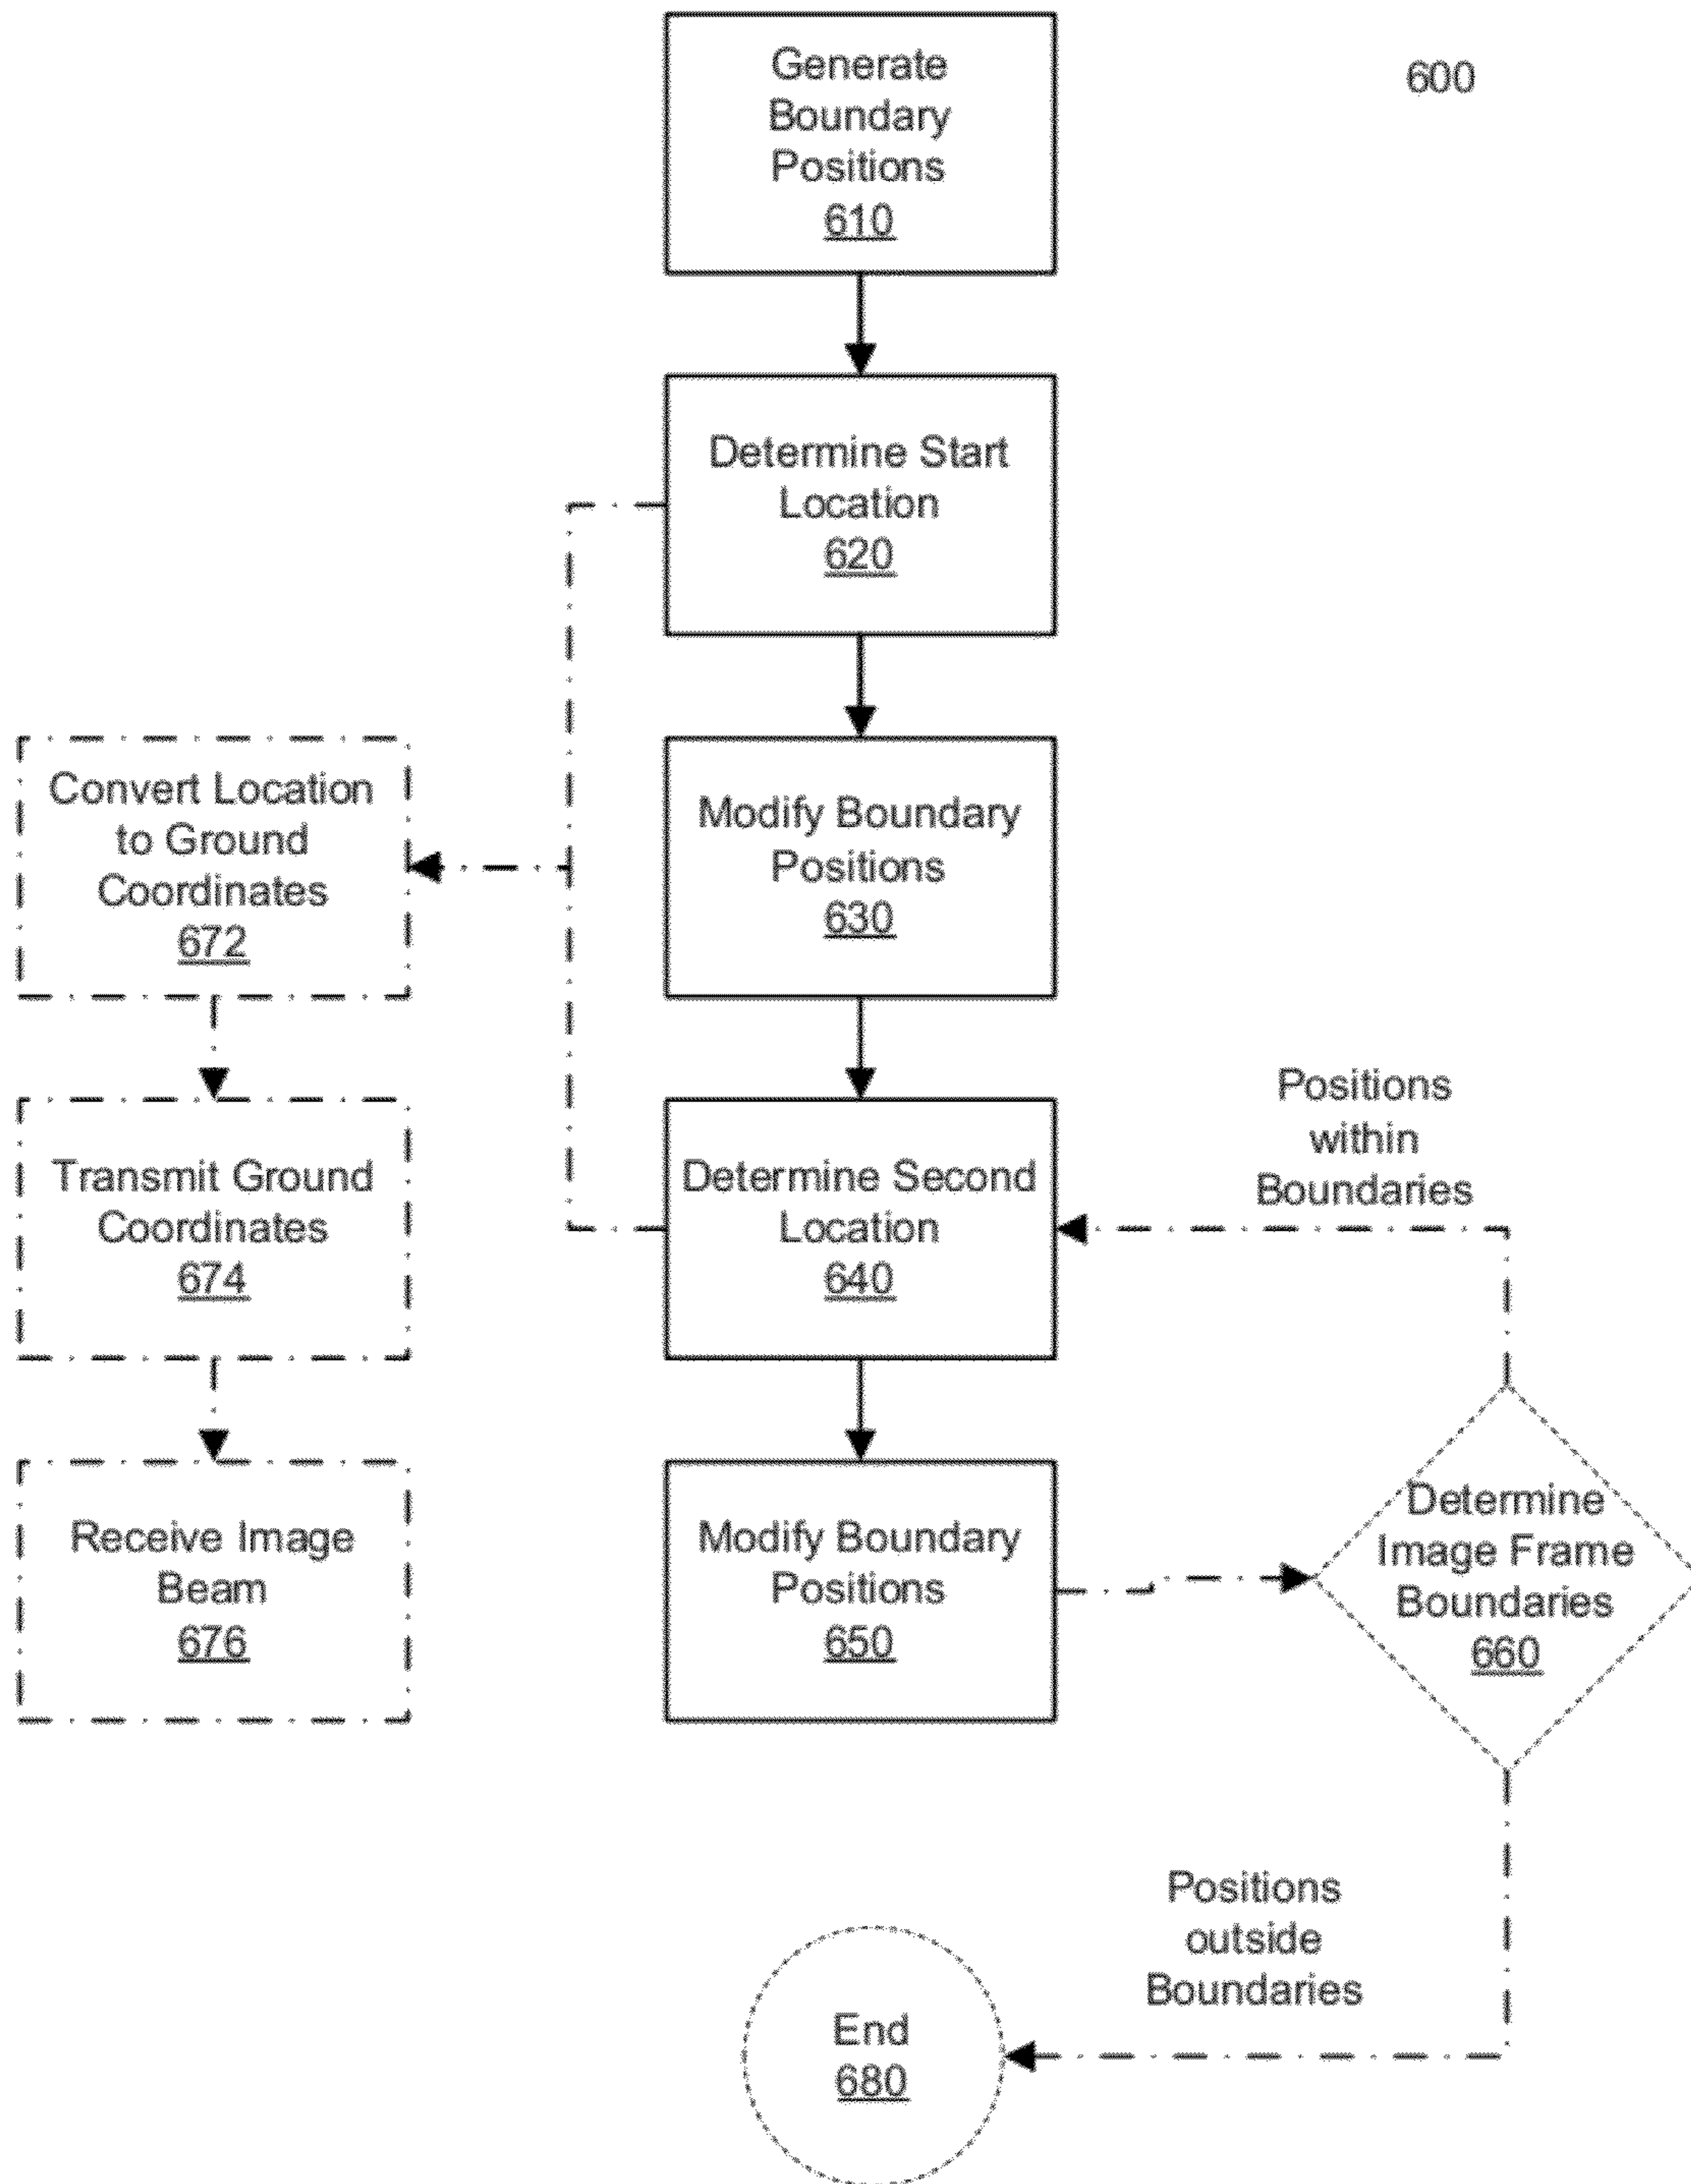 600
Generate
Boundary
Positions
610
Determine Start
Location
620
Modify Boundary
Positions
630
Convert Location
to Ground
Coordinates
672
Transmit Ground
Coordinates
674
Determine Second
Location
640
Positions
within
Boundaries
Receive Image
Beam
676
Modify Boundary
Positions
650
Determine
Image Frame
Boundaries
660
Positions
outside
Boundaries
End
680